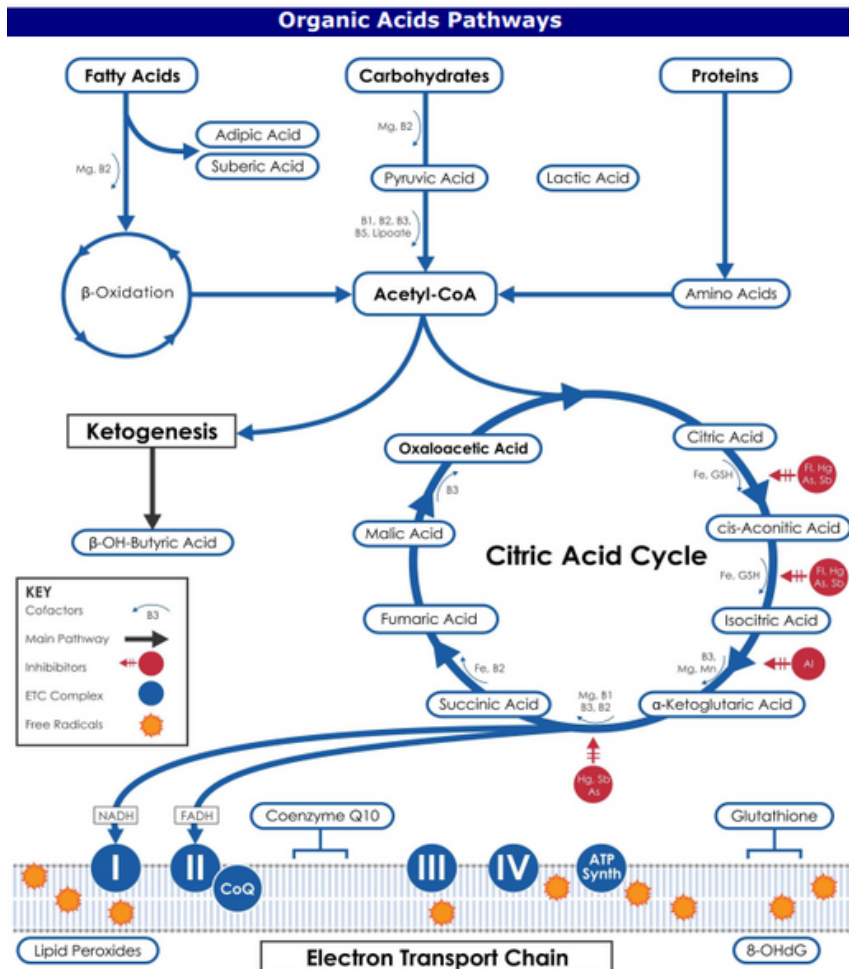 Organic Acids Pathways
Fatty Acids
Carbohydrates
Proteins
Adipic Acid
Suberic Acid
Mg, B2
Mg, B2
Pyruvic Acid
Lactic Acid
B1, B2, B3,
B5, Lipoate
β-Oxidation
Acetyl-CoA
Amino Acids
Ketogenesis
β-OH-Butyric Acid
Oxaloacetic Acid
Citric Acid
Fe, GSH
Fl, Hg
As, Sb
B3
cis-Aconitic Acid
Malic Acid
Citric Acid Cycle
Fe, GSH
Fl, Hg
As, Sb
Isocitric Acid
Fumaric Acid
B3,
Mg, Mn
Al
Fe, B2
Succinic Acid
Mg, B1
B3, B2
α-Ketoglutaric Acid
Hg, Sb
As
KEY
Cofactors
B3
Main Pathway
Inhibitors
ETC Complex
Free Radicals
NADH
FADH
Coenzyme Q10
Glutathione
I
II
CoQ
III
IV
ATP
Synth
Lipid Peroxides
Electron Transport Chain
8-OHdG